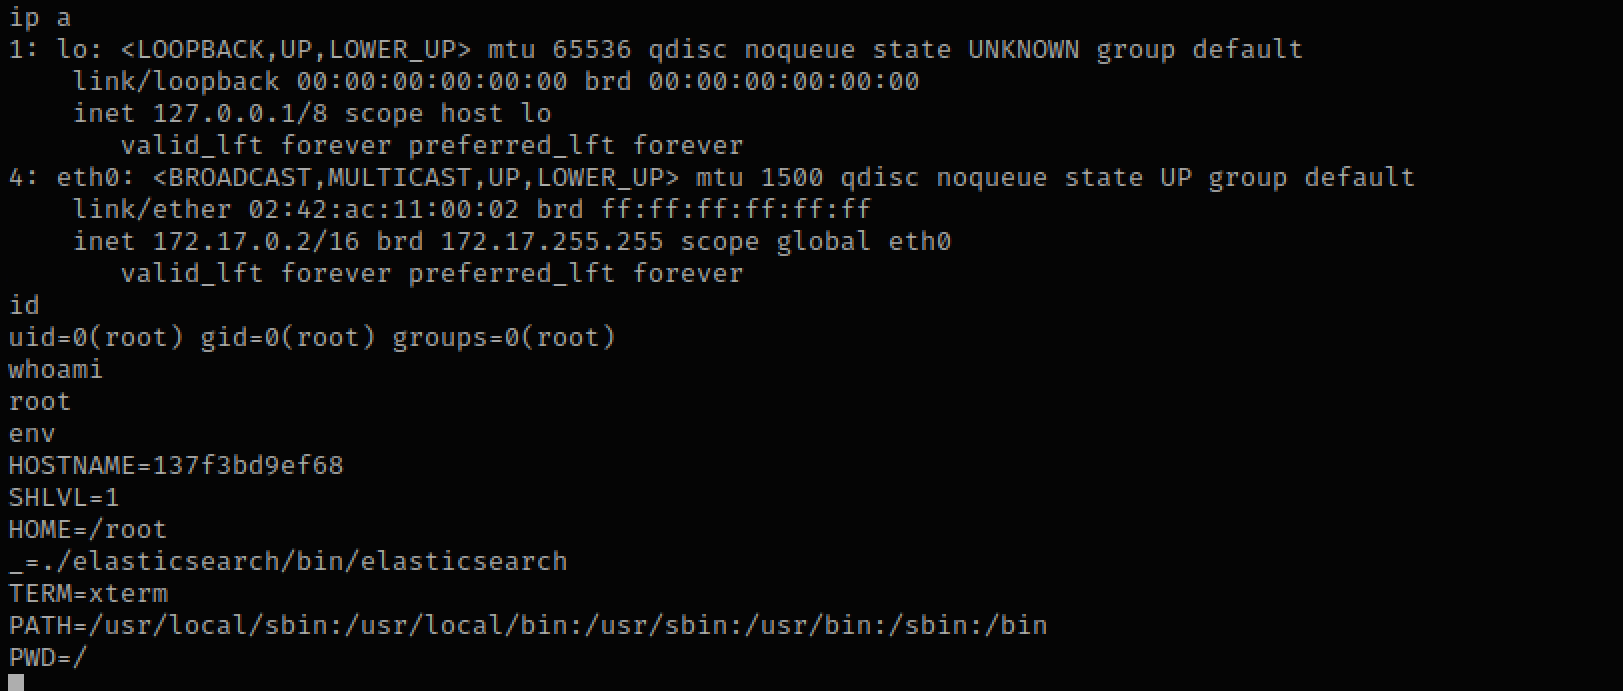 ip a
1: lo: <LOOPBACK,UP,LOWER_UP> mtu 65536 qdisc noqueue state UNKNOWN group default
    link/loopback 00:00:00:00:00:00 brd 00:00:00:00:00:00
    inet 127.0.0.1/8 scope host lo
       valid_lft forever preferred_lft forever
4: eth0: <BROADCAST,MULTICAST,UP,LOWER_UP> mtu 1500 qdisc noqueue state UP group default
    link/ether 02:42:ac:11:00:02 brd ff:ff:ff:ff:ff:ff
    inet 172.17.0.2/16 brd 172.17.255.255 scope global eth0
       valid_lft forever preferred_lft forever
id
uid=0(root) gid=0(root) groups=0(root)
whoami
root
env
HOSTNAME=137f3bd9ef68
SHLVL=1
HOME=/root
_=./elasticsearch/bin/elasticsearch
TERM=xterm
PATH=/usr/local/sbin:/usr/local/bin:/usr/sbin:/usr/bin:/sbin:/bin
PWD=/